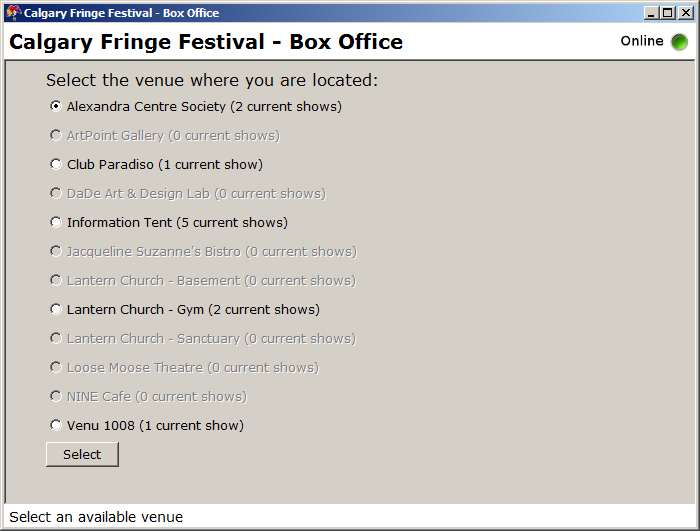 Calgary Fringe Festival - Box Office
Calgary Fringe Festival - Box Office
Online
Select the venue where you are located:
Alexandra Centre Society (2 current shows)
ArtPoint Gallery (0 current shows)
Club Paradiso (1 current show)
DaDe Art & Design Lab (0 current shows)
Information Tent (5 current shows)
Jacqueline Suzanne's Bistro (0 current shows)
Lantern Church - Basement (0 current shows)
Lantern Church - Gym (2 current shows)
Lantern Church - Sanctuary (0 current shows)
Loose Moose Theatre (0 current shows)
NINE Cafe (0 current shows)
Venu 1008 (1 current show)
Select
Select an available venue